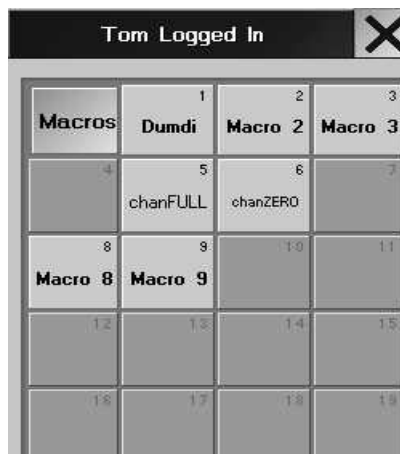 Tom Logged In
Macros
1
Dumdi
2
Macro 2
3
Macro 3
4
5
chanFULL
6
chanZERO
7
8
Macro 8
9
Macro 9
10
11
12
13
14
15
16
17
18
19